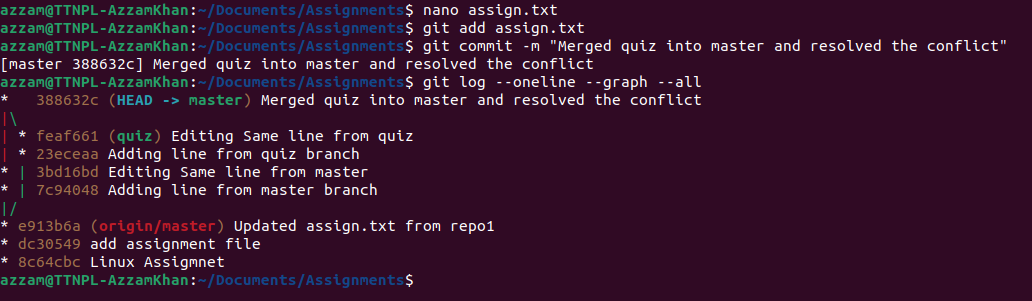 azzam@TTNPL-AzzamKhan:~/Documents/Assignments$ nano assign.txt
azzam@TTNPL-AzzamKhan:~/Documents/Assignments$ git add assign.txt
azzam@TTNPL-AzzamKhan:~/Documents/Assignments$ git commit -m "Merged quiz into master and resolved the conflict"
[master 388632c] Merged quiz into master and resolved the conflict
azzam@TTNPL-AzzamKhan:~/Documents/Assignments$ git log --oneline --graph --all
*   388632c (HEAD -> master) Merged quiz into master and resolved the conflict
|\
| * feaf661 (quiz) Editing Same line from quiz
| * 23eceaa Adding line from quiz branch
* | 3bd16bd Editing Same line from master
* | 7c94048 Adding line from master branch
|/
* e913b6a (origin/master) Updated assign.txt from repo1
* dc30549 add assignment file
* 8c64cbc Linux Assigmnet
azzam@TTNPL-AzzamKhan:~/Documents/Assignments$